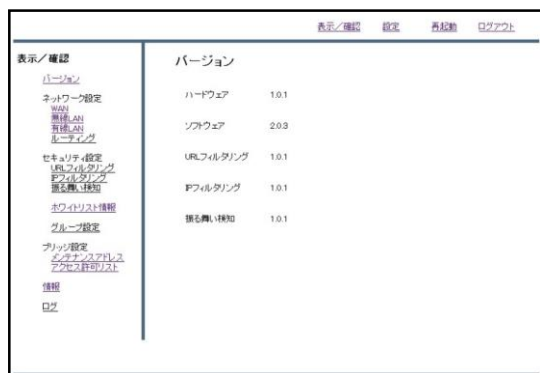 表示／確認 設定 再起動 ログアウト
表示／確認
バージョン
ネットワーク設定
WAN
無線LAN
有線LAN
ルーティング
セキュリティ設定
URLフィルタリング
IPフィルタリング
振る舞い検知
ホワイトリスト情報
グループ設定
ブリッジ設定
メンテナンスアドレス
アクセス許可リスト
情報
ログ
バージョン
ハードウェア 1.0.1
ソフトウェア 2.0.3
URLフィルタリング 1.0.1
IPフィルタリング 1.0.1
振る舞い検知 1.0.1